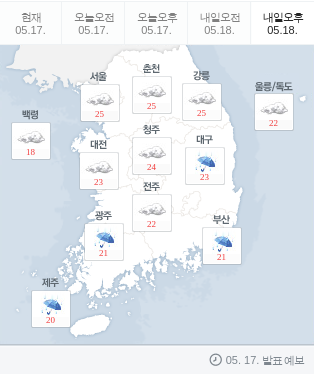 현재 오늘오전 오늘오후 내일오전 내일오후
05.17. 05.17. 05.17. 05.18. 05.18.
춘천
25
서울
25
강릉
25
울릉/독도
22
백령
18
청주
24
대전
23
대구
23
전주
22
광주
21
부산
21
제주
20
05. 17. 발표 예보